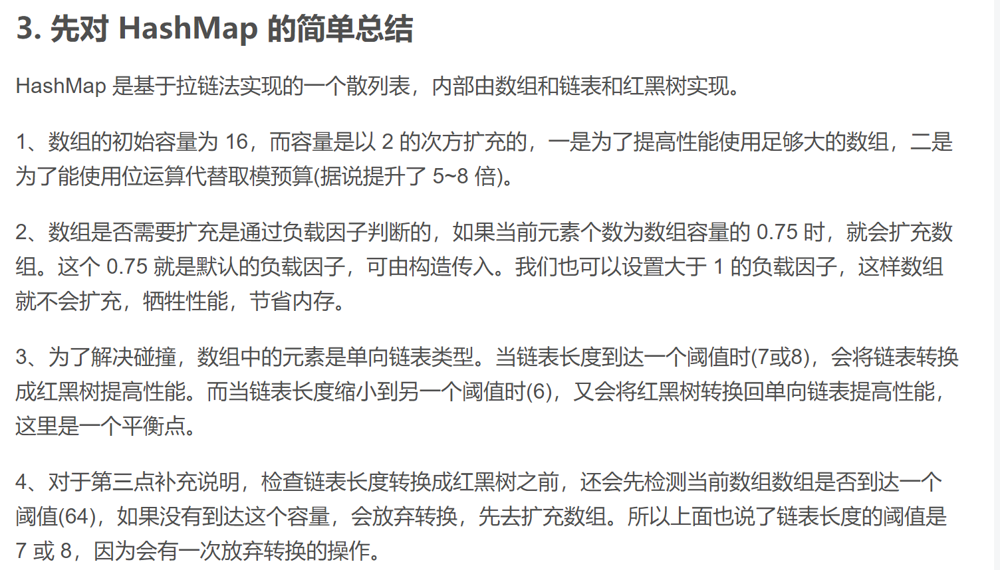 3. 先对 HashMap 的简单总结
HashMap 是基于拉链法实现的一个散列表，内部由数组和链表和红黑树实现。
1、数组的初始容量为 16，而容量是以 2 的次方扩充的，一是为了提高性能使用足够大的数组，二是
为了能使用位运算代替取模预算(据说提升了 5~8 倍)。
2、数组是否需要扩充是通过负载因子判断的，如果当前元素个数为数组容量的 0.75 时，就会扩充数
组。这个 0.75 就是默认的负载因子，可由构造传入。我们也可以设置大于 1 的负载因子，这样数组
就不会扩充，牺牲性能，节省内存。
3、为了解决碰撞，数组中的元素是单向链表类型。当链表长度到达一个阈值时(7或8)，会将链表转换
成红黑树提高性能。而当链表长度缩小到另一个阈值时(6)，又会将红黑树转换回单向链表提高性能，
这里是一个平衡点。
4、对于第三点补充说明，检查链表长度转换成红黑树之前，还会先检测当前数组数组是否到达一个
阈值(64)，如果没有到达这个容量，会放弃转换，先去扩充数组。所以上面也说了链表长度的阈值是
7 或 8，因为会有一次放弃转换的操作。